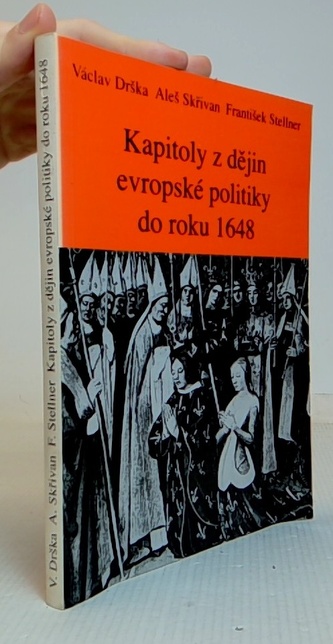 Václav Drška Aleš Skřivan František Stellner
Kapitoly z dějin
evropské politiky
do roku 1648
V. Drška A. Skřivan F. Stellner Kapitoly z dějin evropské politiky do roku 1648